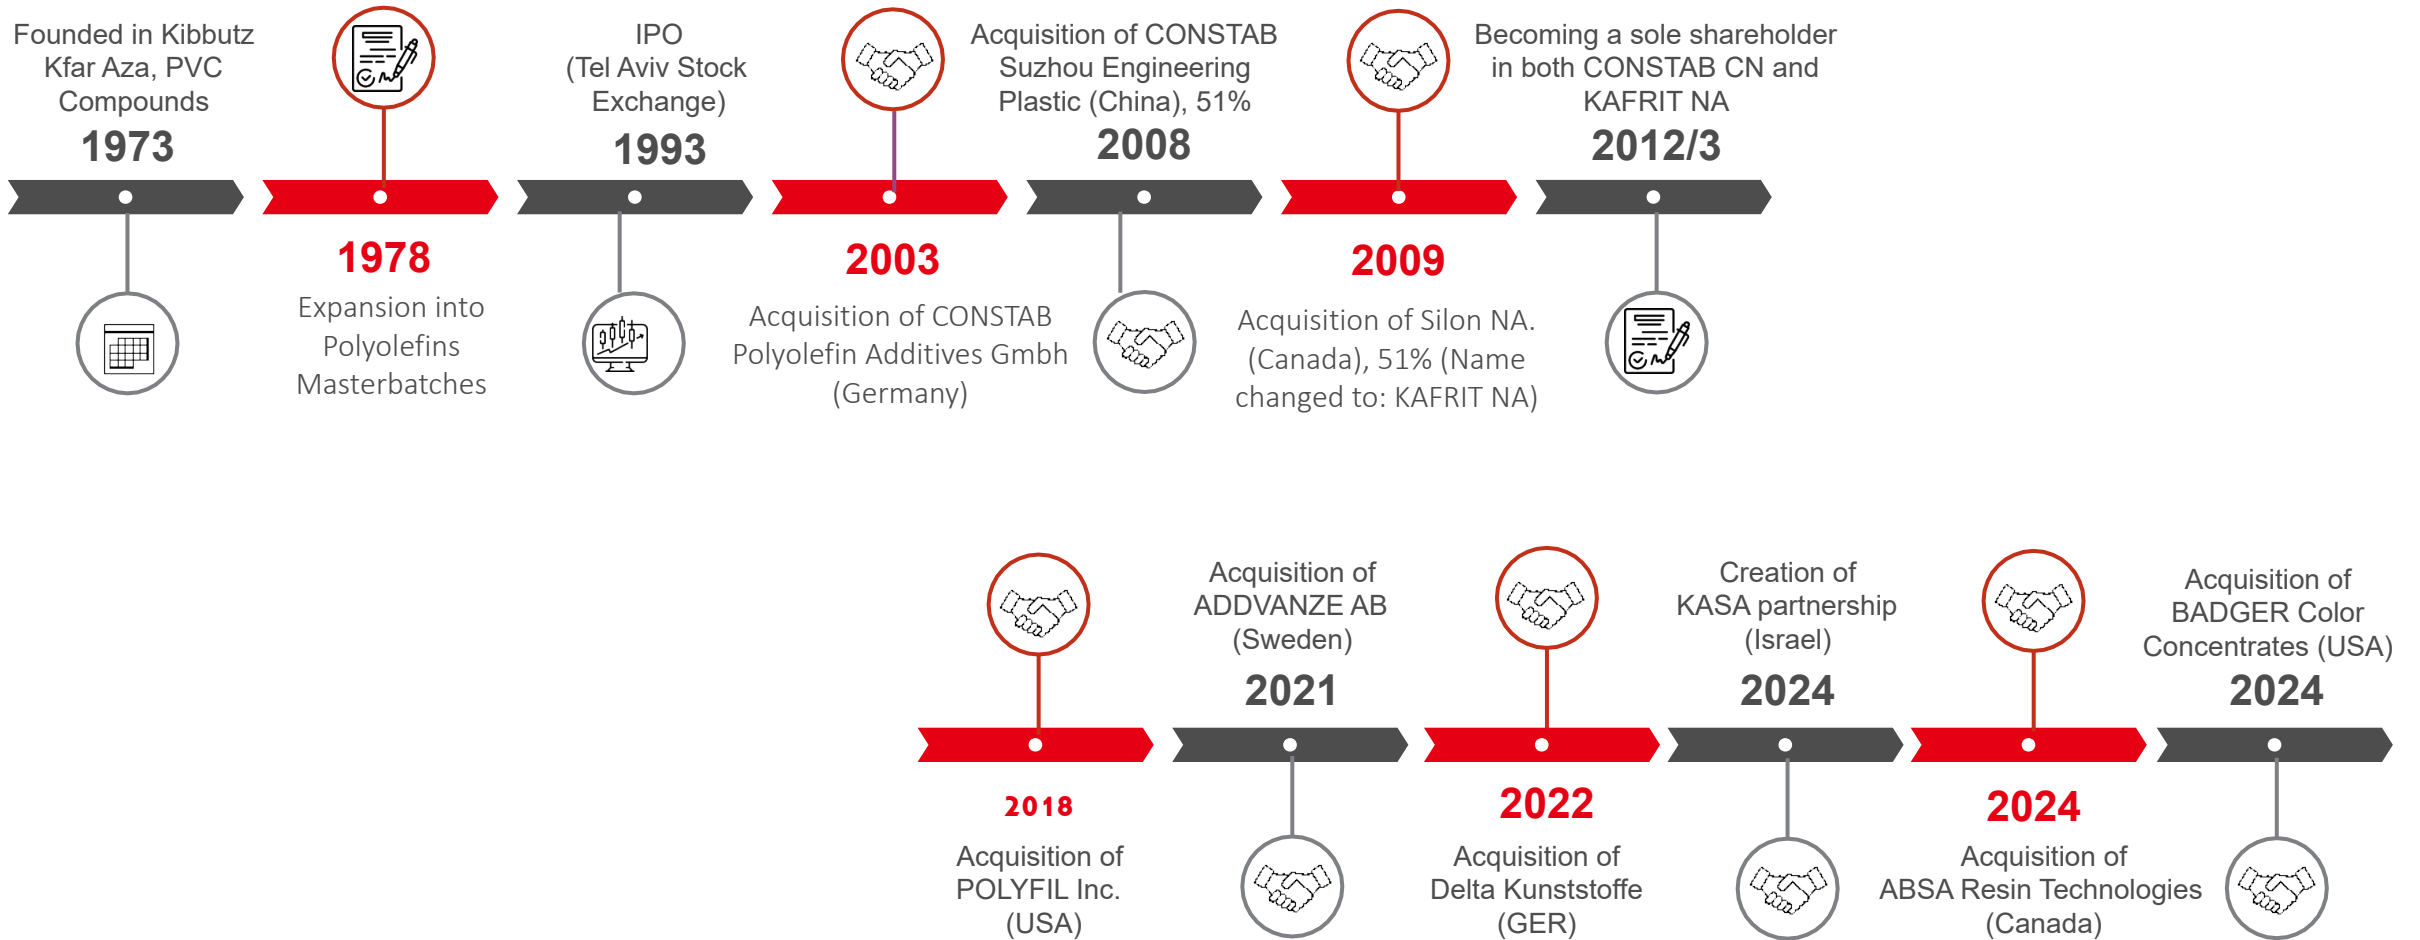 Founded in Kibbutz
Kfar Aza, PVC
Compounds
1973
1978
Expansion into
Polyolefins
Masterbatches
IPO
(Tel Aviv Stock
Exchange)
1993
2003
Acquisition of CONSTAB
Polyolefin Additives Gmbh
(Germany)
Acquisition of CONSTAB
Suzhou Engineering
Plastic (China), 51%
2008
2009
Acquisition of Silon NA.
(Canada), 51% (Name
changed to: KAFRIT NA)
Becoming a sole shareholder
in both CONSTAB CN and
KAFRIT NA
2012/3
2018
Acquisition of
POLYFIL Inc.
(USA)
Acquisition of
ADDVANZE AB
(Sweden)
2021
2022
Acquisition of
Delta Kunststoffe
(GER)
Creation of
KASA partnership
(Israel)
2024
2024
Acquisition of
ABSA Resin Technologies
(Canada)
Acquisition of
BADGER Color
Concentrates (USA)
2024